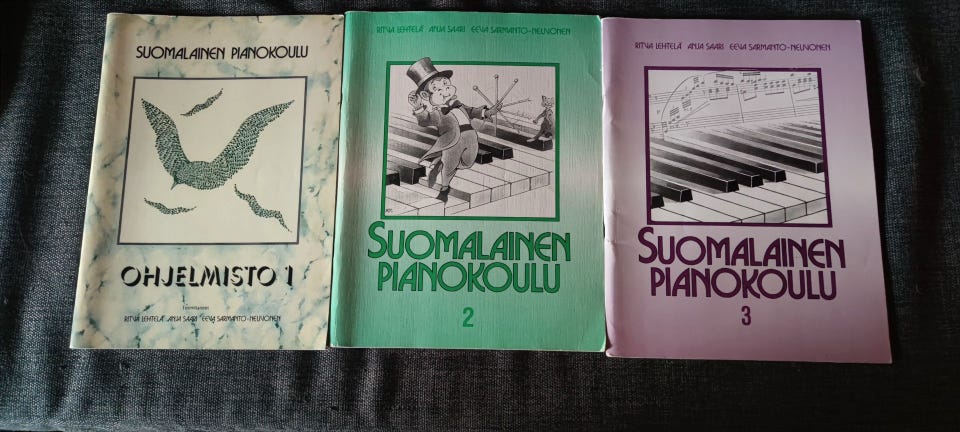 SUOMALAINEN PIANOKOULU
OHJELMISTO 1
Toimittaneet
RITVA LEHTELÄ ANJA SAARI EEVA SARMANTO-NEUVONEN
RITVA LEHTELÄ ANJA SAARI EEVA SARMANTO-NEUVONEN
SUOMALAINEN
PIANOKOULU
2
RITVA LEHTELÄ ANJA SAARI EEVA SARMANTO-NEUVONEN
SUOMALAINEN
PIANOKOULU
3